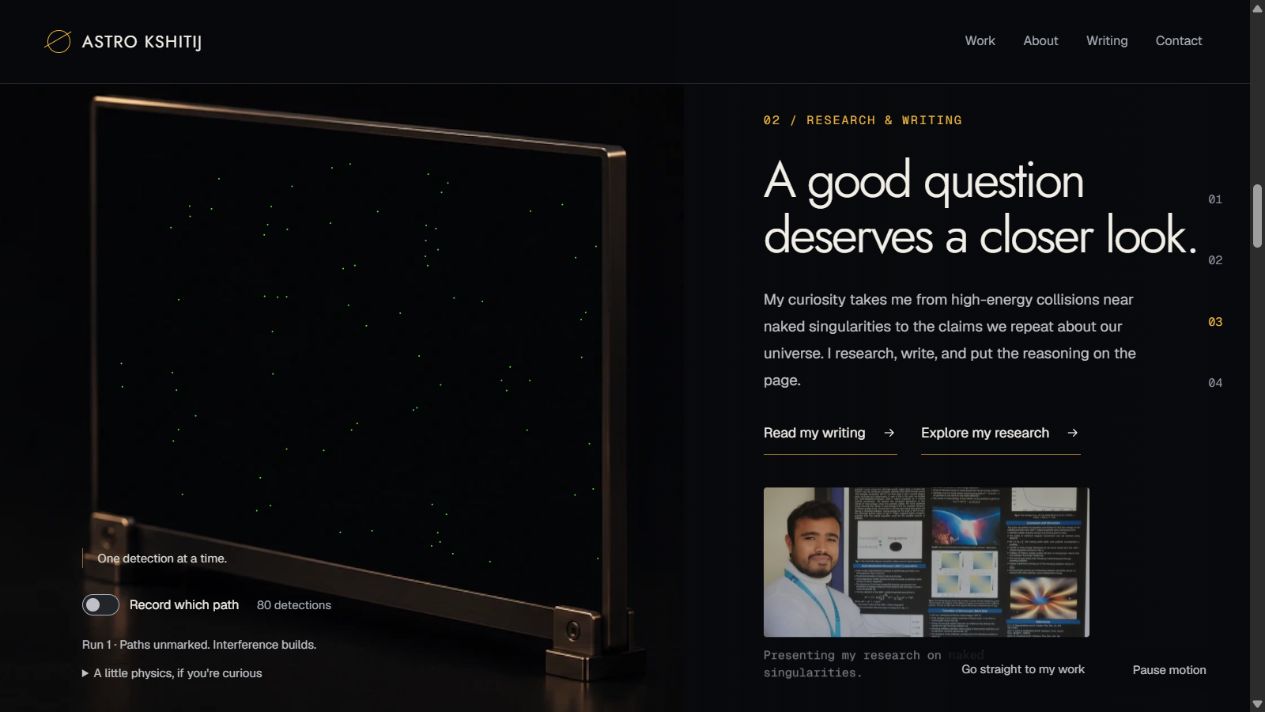 ASTRO KSHITIJ
Work
About
Writing
Contact
02 / RESEARCH & WRITING
A good question
deserves a closer look.
My curiosity takes me from high-energy collisions near
naked singularities to the claims we repeat about our
universe. I research, write, and put the reasoning on the
page.
Read my writing →
Explore my research →
01
02
03
04
One detection at a time.
Record which path
80 detections
Run 1 · Paths unmarked. Interference builds.
▶ A little physics, if you're curious
Presenting my research on naked
singularities.
Go straight to my work
Pause motion